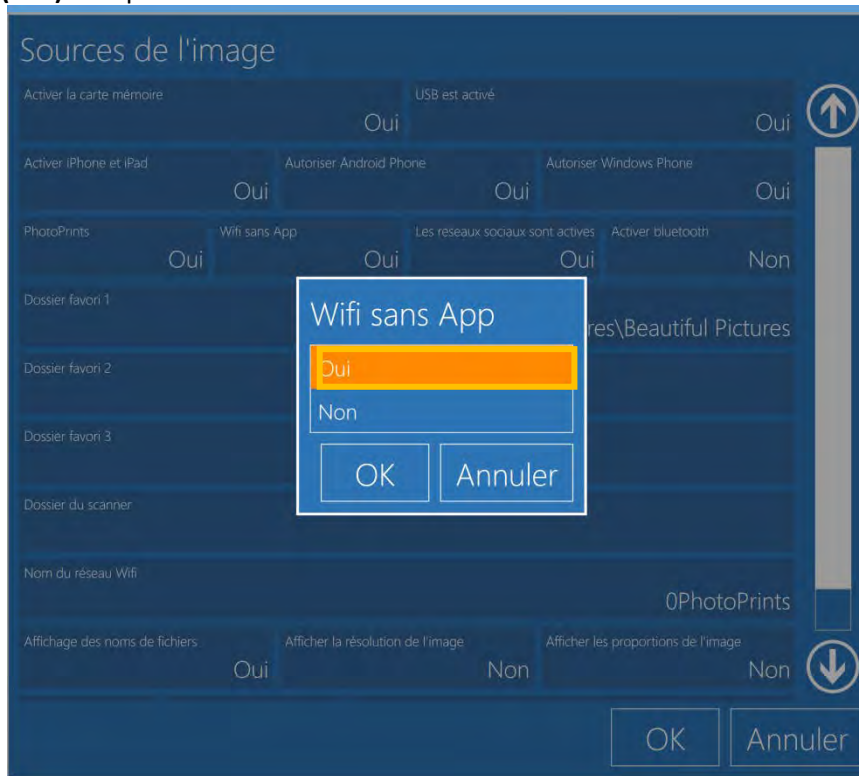 Sources de l'image
Activer la carte mémoire USB est activé
Oui Oui
Activer iPhone et iPad Autoriser Android Phone Autoriser Windows Phone
Oui Oui Oui
PhotoPrints Wifi sans App Les reseaux sociaux sont actives Activer bluetooth
Oui Oui Oui Non
Dossier favori 1
res\Beautiful Pictures
Wifi sans App
Oui
Non
OK Annuler
Dossier favori 2
Dossier favori 3
Dossier du scanner
Nom du réseau Wifi
0PhotoPrints
Affichage des noms de fichiers Afficher la résolution de l'image Afficher les proportions de l'image
Oui Non Non
OK Annuler